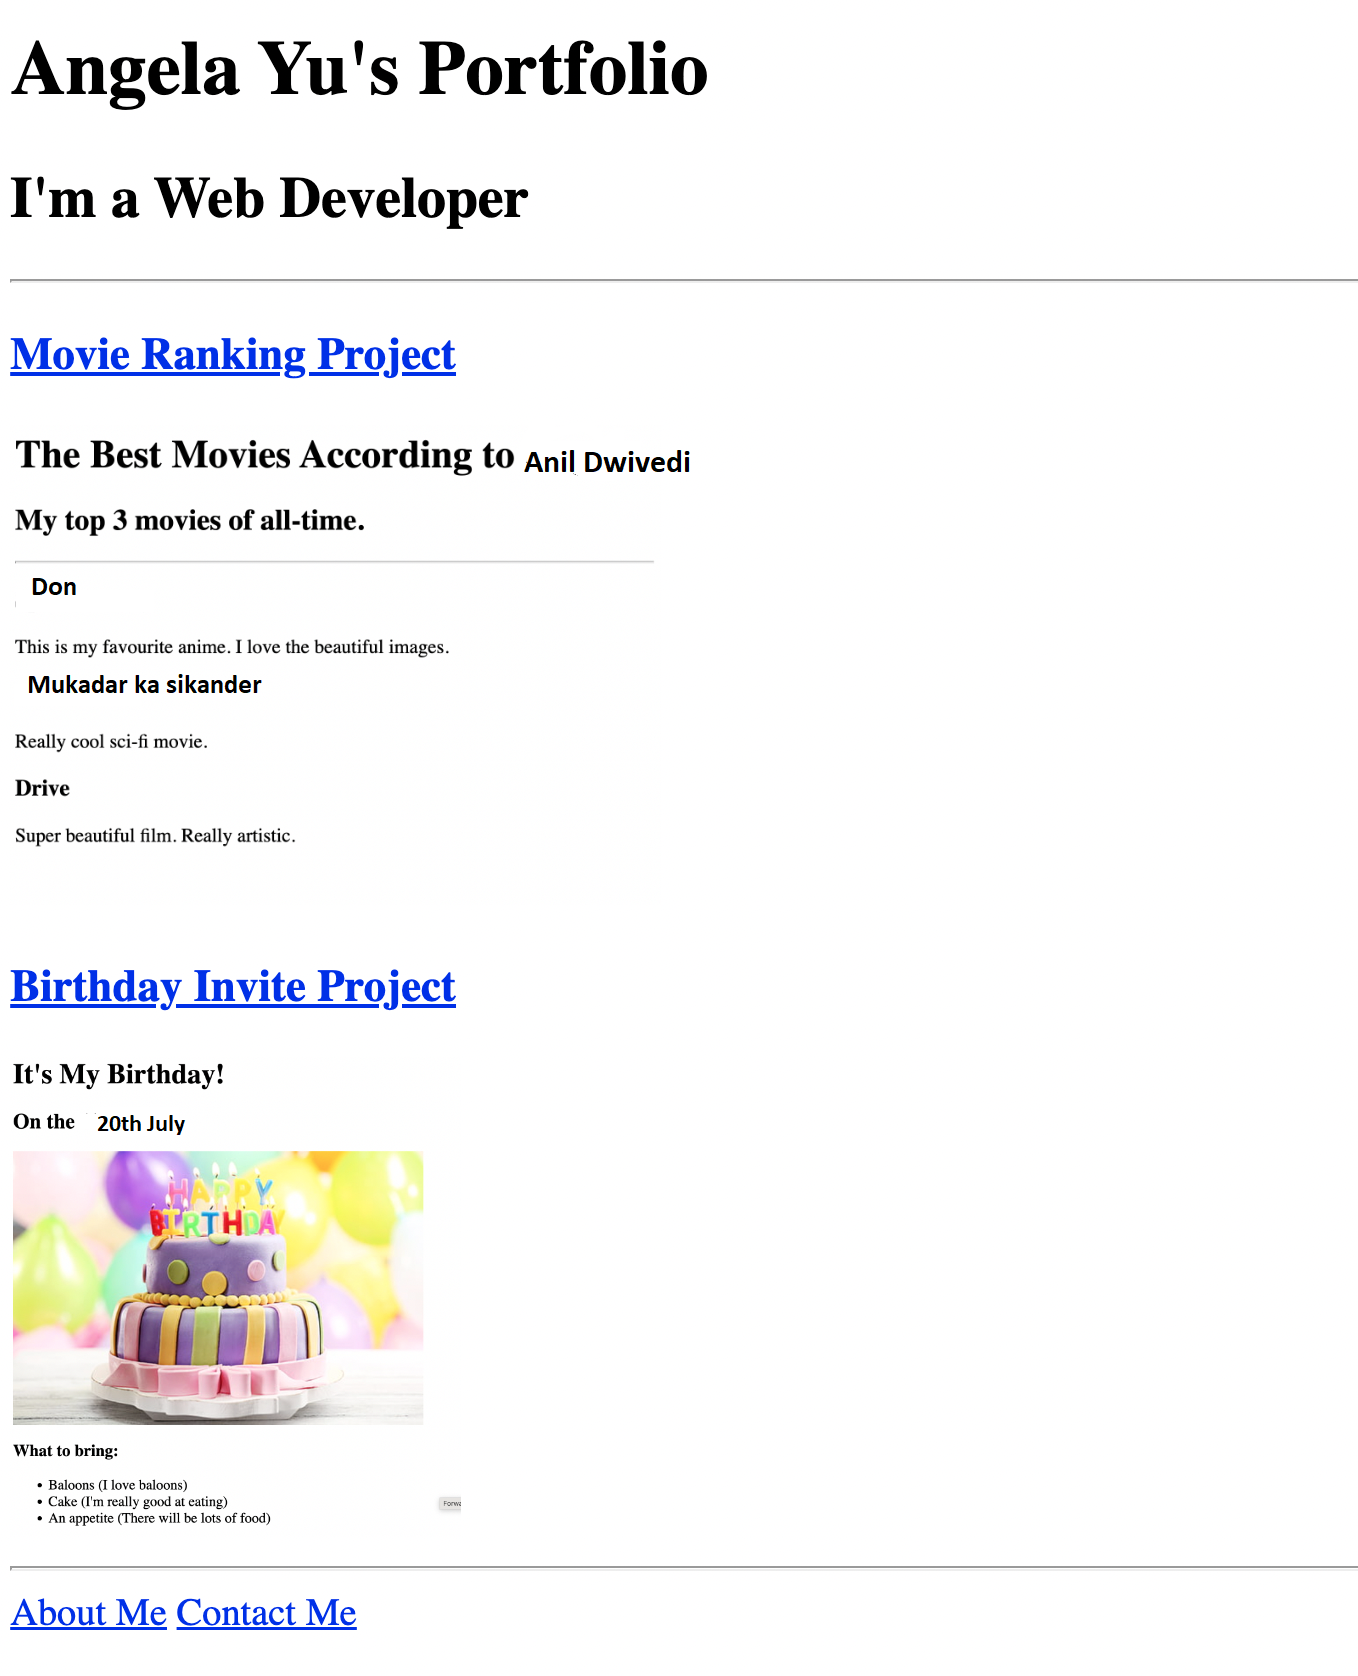 Angela Yu's Portfolio
I'm a Web Developer
Movie Ranking Project
The Best Movies According to Anil Dwivedi
My top 3 movies of all-time.
Don
This is my favourite anime. I love the beautiful images.
Mukadar ka sikander
Really cool sci-fi movie.
Drive
Super beautiful film. Really artistic.
Birthday Invite Project
It's My Birthday!
On the 20th July
HAPPY
BIRTHDAY
What to bring:
• Baloons (I love baloons)
• Cake (I'm really good at eating)
• An appetite (There will be lots of food)
About Me Contact Me